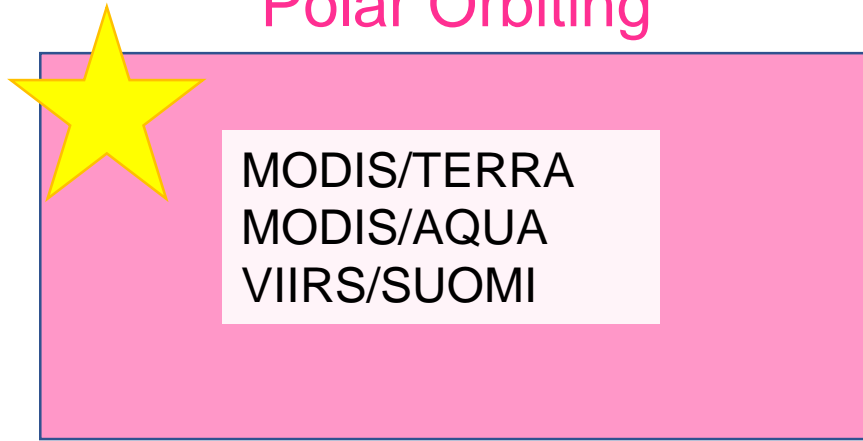 Polar Orbiting
MODIS/TERRA
MODIS/AQUA
VIIRS/SUOMI